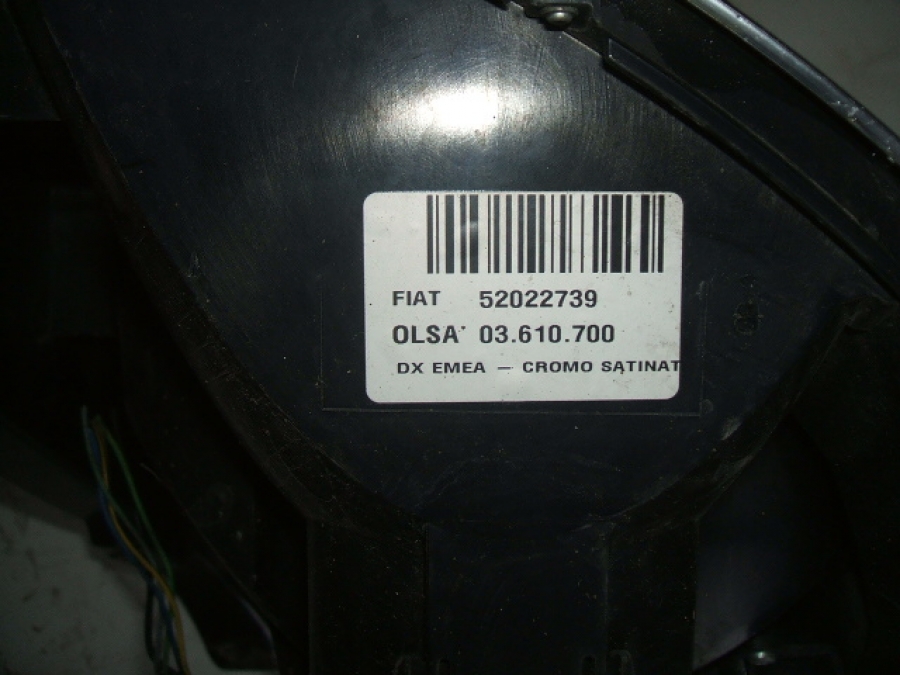 FIAT 52022739
OLSA 03.610.700
DX EMEA – CROMO SATINAT